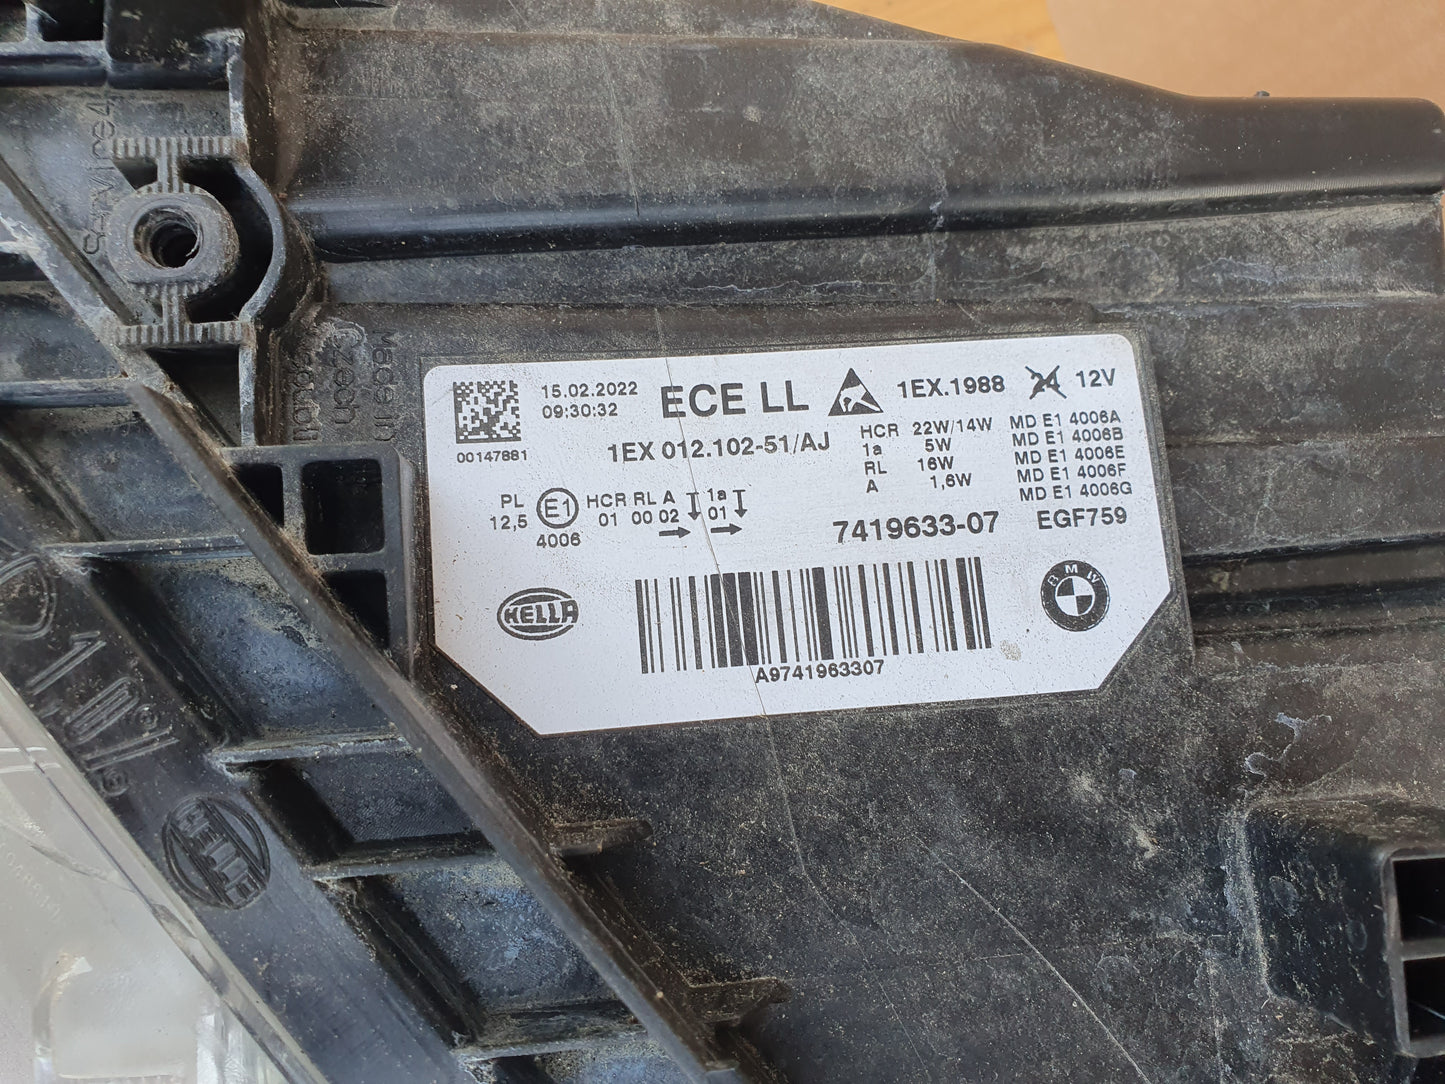 Service4
Made in
Czech
15.02.2022
09:30:32
00147881
ECE LL
1EX.1988
24 12V
1EX 012.102-51/AJ
HCR 22W/14W
1a 5W
RL 16W
A 1,6W
MD E1 4006A
MD E1 4006B
MD E1 4006E
MD E1 4006F
MD E1 4006G
PL
12,5
E1
4006
HCR RL A ↧ 1a ↧
01 00 02 → 01 →
7419633-07
EGF759
HELLA
A9741963307
BMW
HELLA